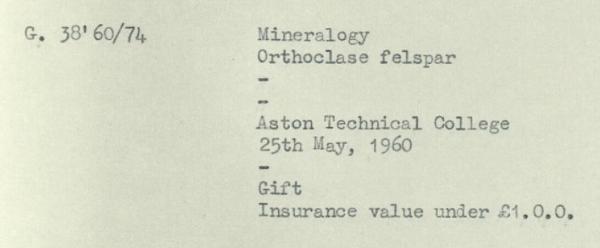 G. 38'60/74 Mineralogy
Orthoclase felspar
-
-
Aston Technical College
25th May, 1960
-
Gift
Insurance value under £1.0.0.